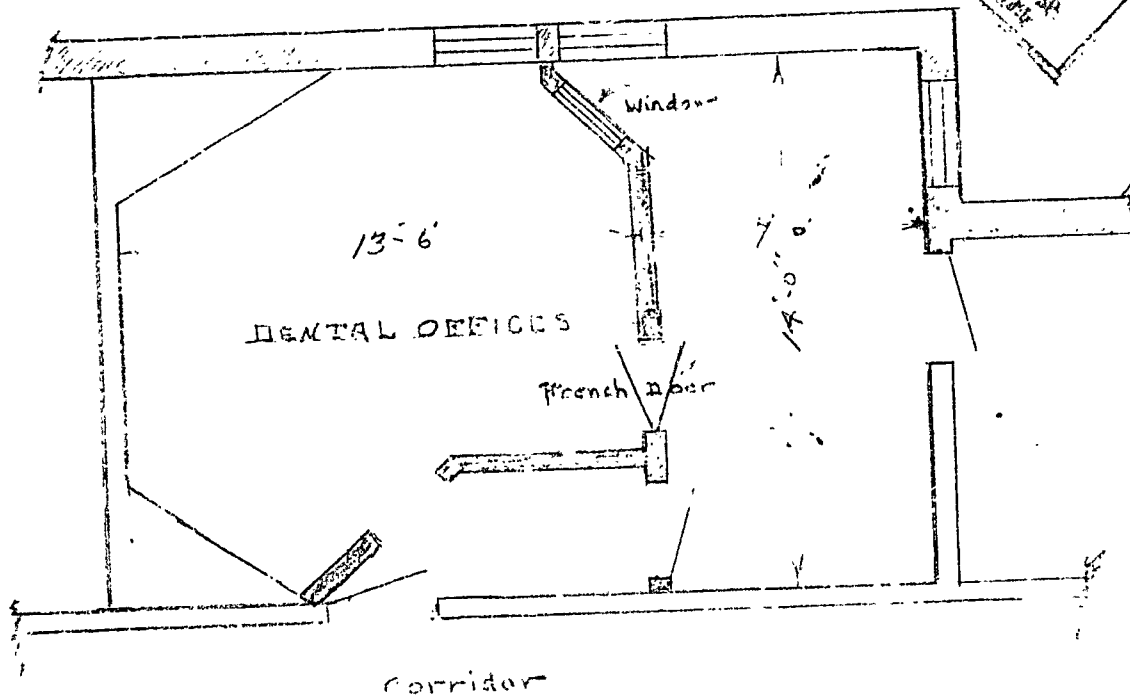 Window
13-6"
14'-0"
DENTAL OFFICES
French Door
Corridor